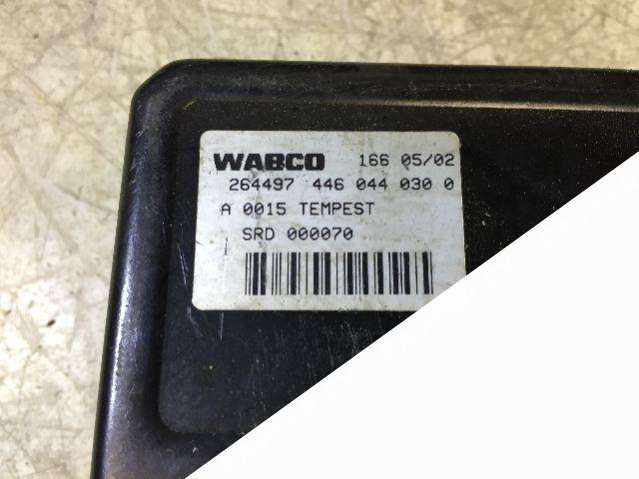 WABCO 166 05/02
264497 446 044 030 0
A 0015 TEMPEST
SRD 000070